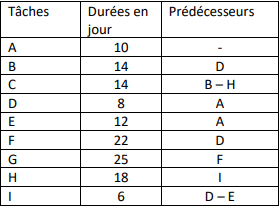 Tâches Durées en jour Prédécesseurs
A 10 -
B 14 D
C 14 B – H
D 8 A
E 12 A
F 22 D
G 25 F
H 18 I
I 6 D – E